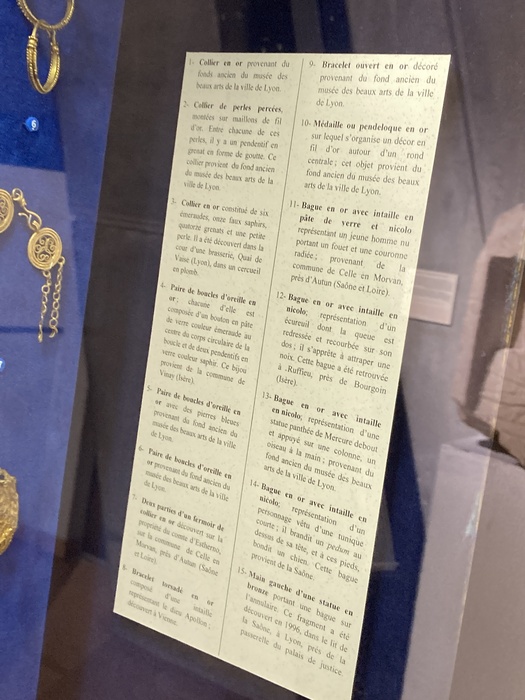 1- Collier en or provenant du
fonds ancien du musée des
beaux arts de la ville de Lyon.
2- Collier de perles percées,
montées sur maillons de fil
d'or. Entre chacune de ces
perles, il y a un pendentif en
grenat en forme de goutte. Ce
collier provient du fond ancien
du musée des beaux arts de la
ville de Lyon.
3- Collier en or constitué de six
émeraudes, onze faux saphirs,
quatorze grenats et une petite
perle. Il a été découvert dans la
cour d'une brasserie, Quai de
Vaise (Lyon), dans un cercueil
en plomb.
4- Paire de boucles d'oreille en
or; chacune d'elle est
composée d'un bouton en pâte
de verre couleur émeraude au
centre du corps circulaire de la
boucle et de deux pendentifs en
verre couleur saphir. Ce bijou
provient de la commune de
Vinay (Isère).
5- Paire de boucles d'oreille en
or avec des pierres bleues
provenant du fond ancien du
musée des beaux arts de la ville
de Lyon.
6- Paire de boucles d'oreille en
or provenant du fond ancien du
musée des beaux arts de la ville
de Lyon.
7- Deux parties d'un fermoir de
collier en or découvert sur la
propriété du comte d'Estherno,
sur la commune de Celle en
Morvan, près d'Autun (Saône
et Loire).
8- Bracelet torsadé en or
composé d'une intaille
représentant le dieu Apollon ;
découvert à Vienne.
9- Bracelet ouvert en or décoré
provenant du fond ancien du
musée des beaux arts de la ville
de Lyon.
10- Médaille ou pendeloque en or
sur lequel s'organise un décor en
fil d'or autour d'un rond
centrale ; cet objet provient du
fond ancien du musée des beaux
arts de la ville de Lyon.
11- Bague en or avec intaille en
pâte de verre et nicolo
représentant un jeune homme nu
portant un fouet et une couronne
radiée ; provenant de la
commune de Celle en Morvan,
près d'Autun (Saône et Loire).
12- Bague en or avec intaille en
nicolo; représentation d'un
écureuil dont la queue est
redressée et recourbée sur son
dos ; il s'apprête à attraper une
noix. Cette bague a été retrouvée
à Ruffieu, près de Bourgoin
(Isère).
13- Bague en or avec intaille
en nicolo; représentation d'une
statue panthée de Mercure debout
et appuyé sur une colonne, un
oiseau à la main ; provenant du
fond ancien du musée des beaux
arts de la ville de Lyon.
14- Bague en or avec intaille en
nicolo; représentation d'un
personnage vêtu d'une tunique
courte ; il brandit un pedum au
dessus de sa tête, et à ces pieds,
bondit un chien. Cette bague
provient de la Saône.
15- Main gauche d'une statue en
bronze portant une bague sur
l'annulaire. Ce fragment a été
découvert en 1996, dans le lit de
la Saône, à Lyon, près de la
passerelle du palais de justice.